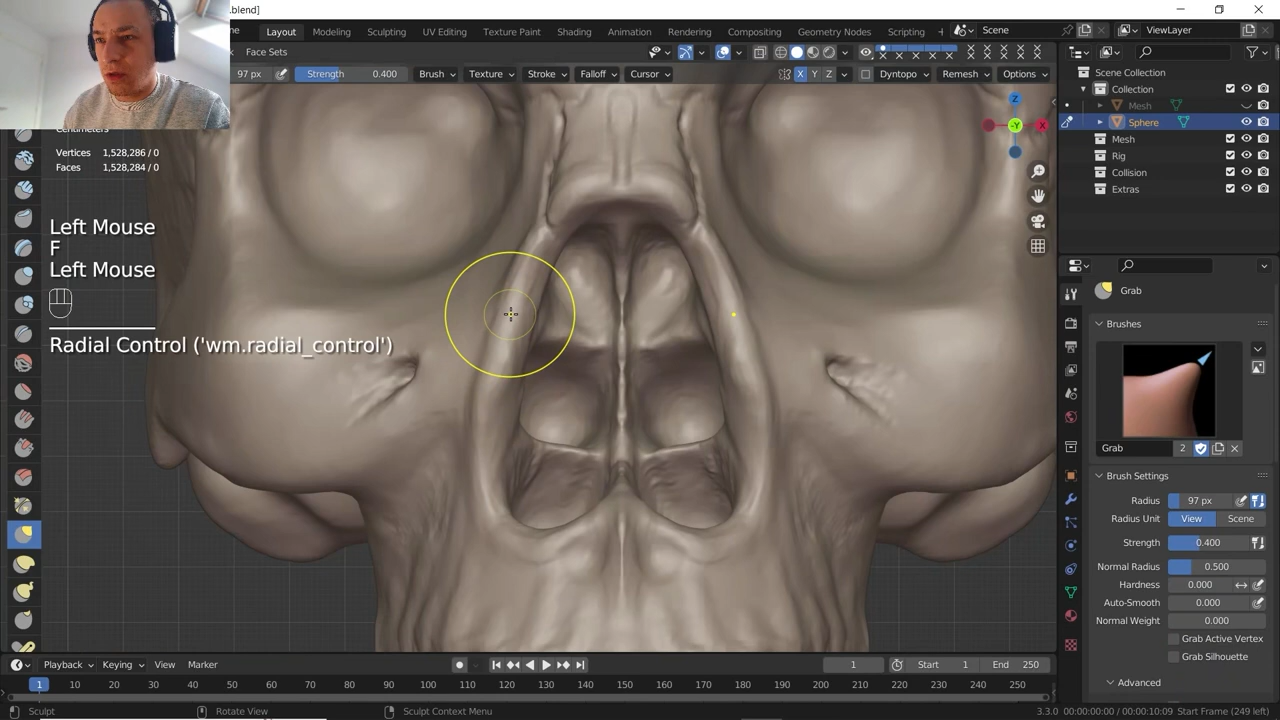 .blend]
ne Layout Modeling Sculpting UV Editing Texture Paint Shading Animation Rendering Compositing Geometry Nodes Scripting Scene ViewLayer
Face Sets
97 px Strength 0.400 Brush Texture Stroke Falloff Cursor X Y Z Dyntopo Remesh Options
Centimeters
Vertices 1,528,286 / 0
Faces 1,528,284 / 0
Left Mouse
F
Left Mouse
Radial Control ('wm.radial_control')
Z
-Y
X
Scene Collection
Collection
Mesh
Sphere
Mesh
Rig
Collision
Extras
Grab
Brushes
Grab 2
Brush Settings
Radius 97 px
Radius Unit View Scene
Strength 0.400
Normal Radius 0.500
Hardness 0.000
Auto-Smooth 0.000
Normal Weight 0.000
Grab Active Vertex
Grab Silhouette
Advanced
Playback Keying View Marker 1 Start 1 End 250
1 10 20 30 40 50 60 70 80 90 100 110 120 130 140 150 160 170 180 190 200 210 220 230 240 250
Sculpt Rotate View Sculpt Context Menu 3.3.0 00:00:00:00 / 00:00:10:09 Start Frame (249 left)